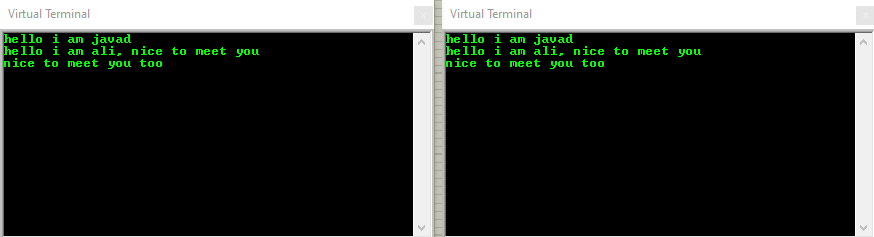 Virtual Terminal
hello i am javad
hello i am ali, nice to meet you
nice to meet you too
Virtual Terminal
hello i am javad
hello i am ali, nice to meet you
nice to meet you too